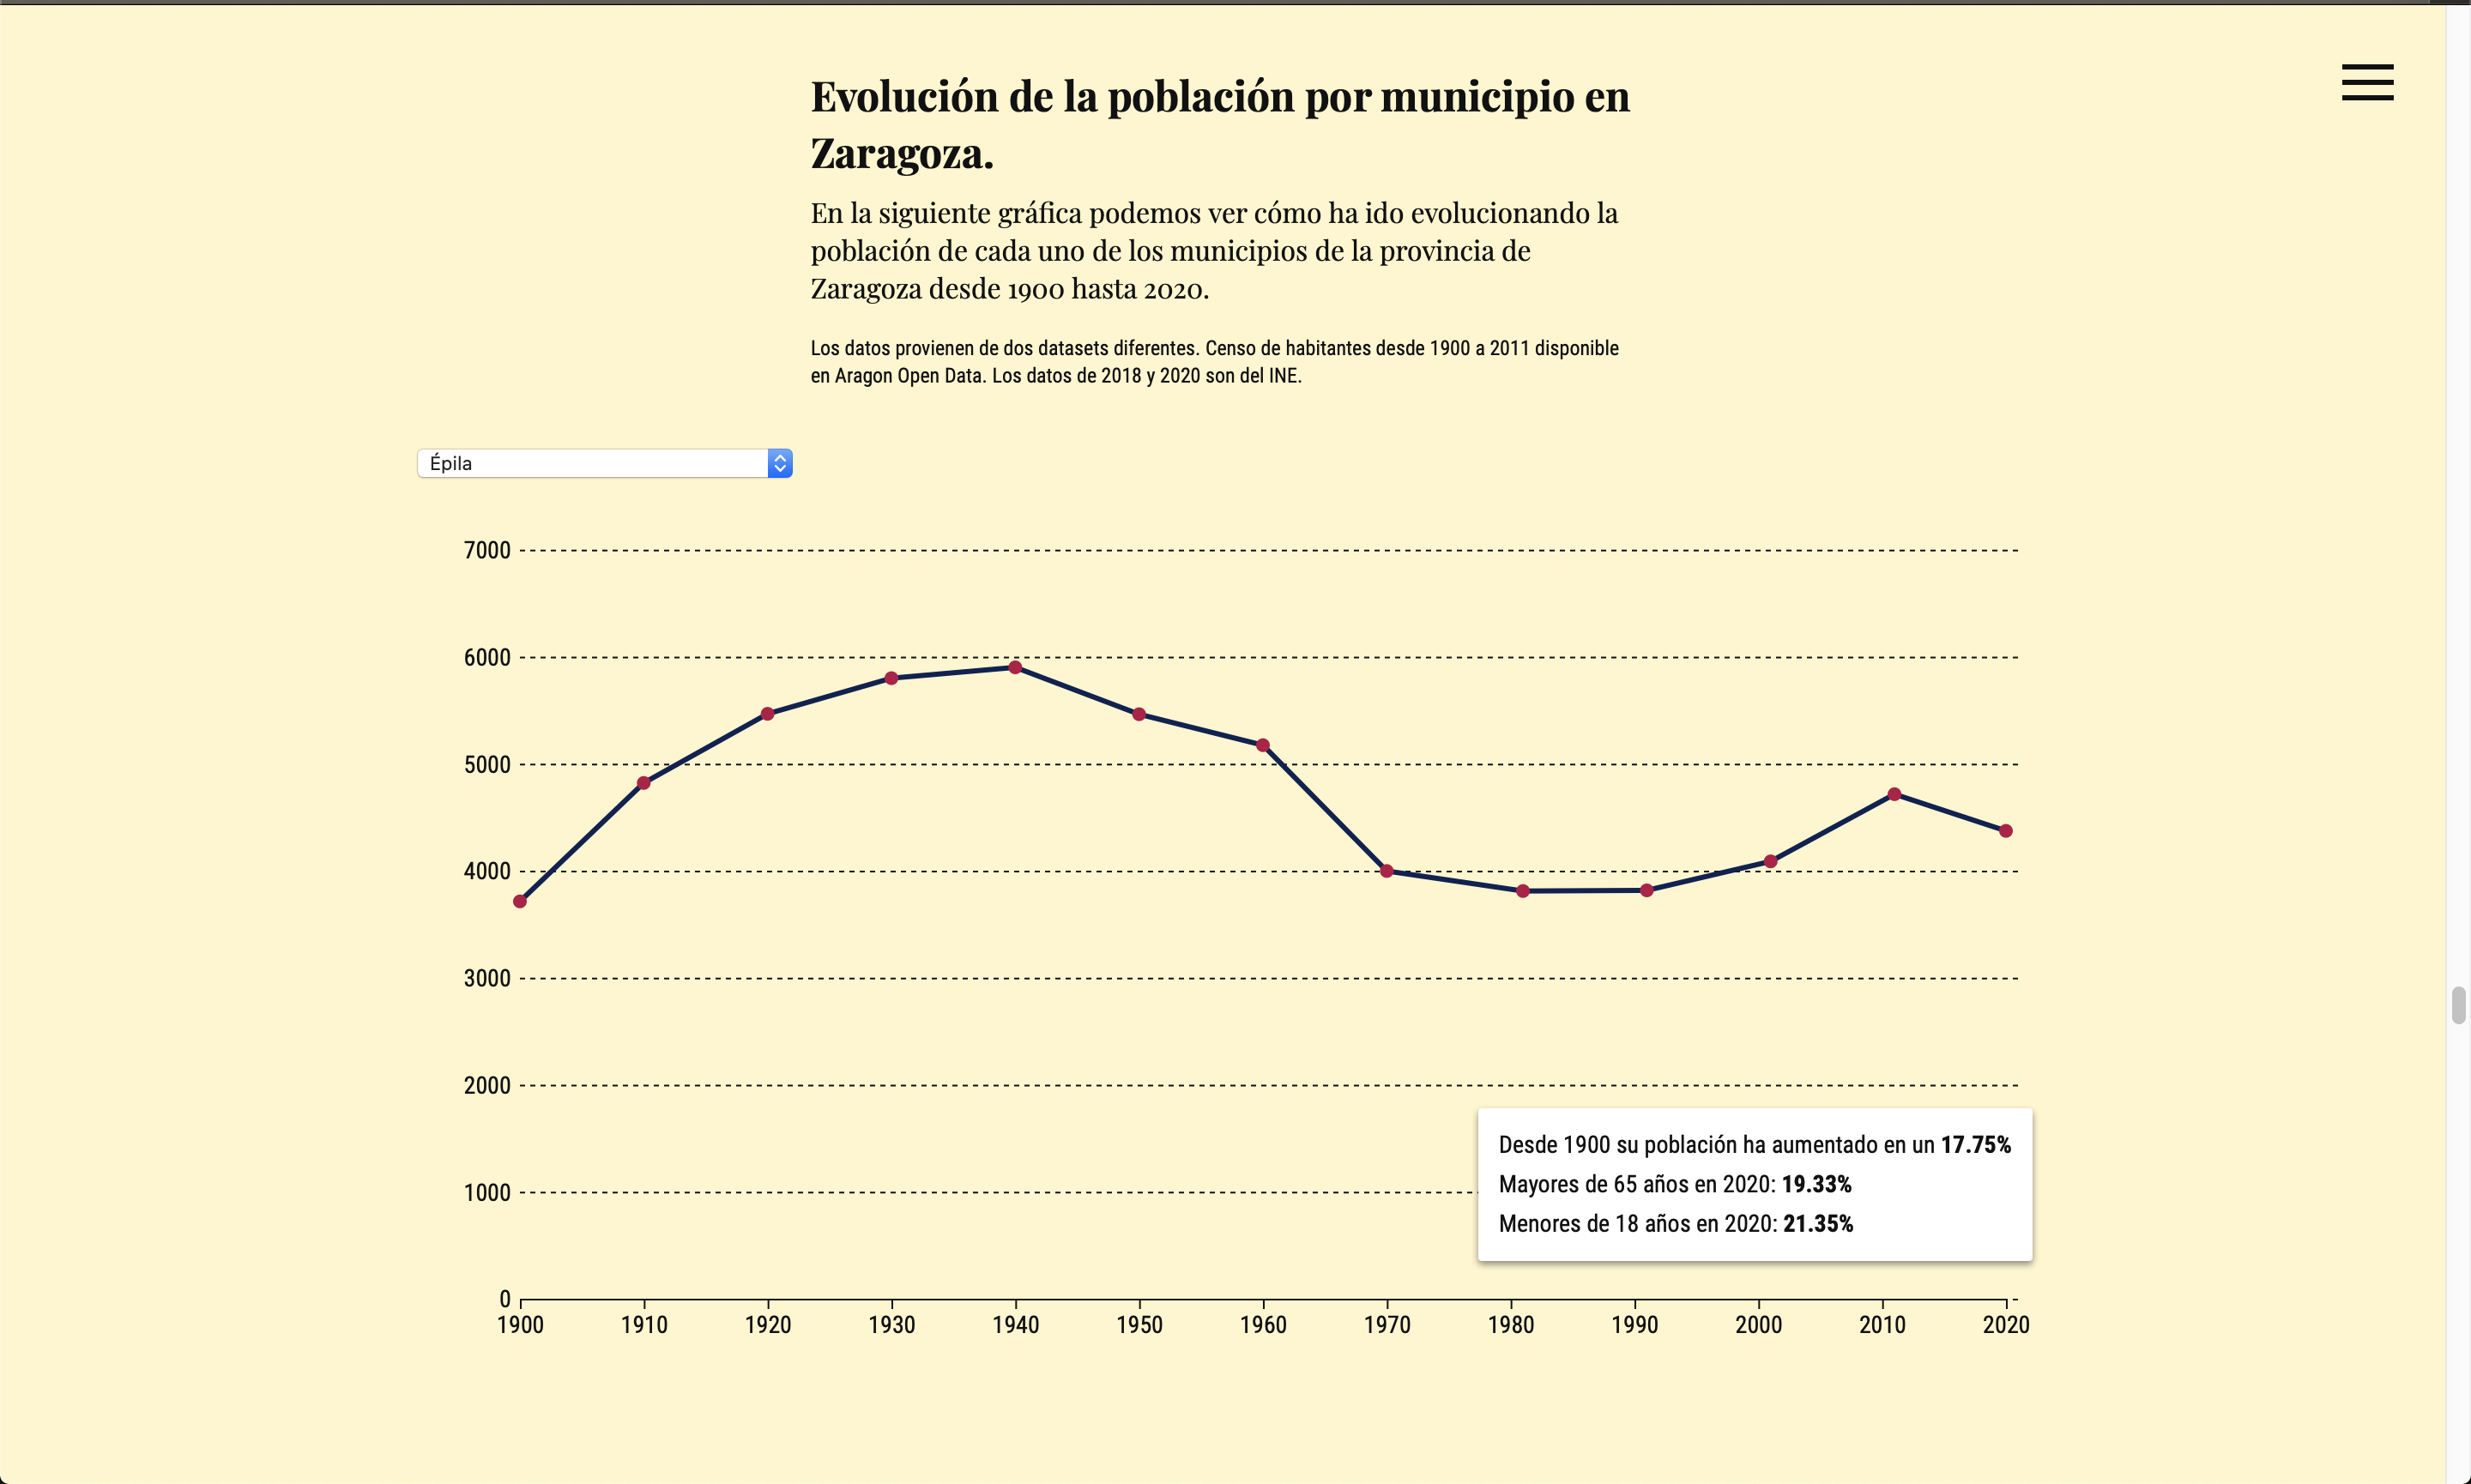 Evolución de la población por municipio en
Zaragoza.
En la siguiente gráfica podemos ver cómo ha ido evolucionando la
población de cada uno de los municipios de la provincia de
Zaragoza desde 1900 hasta 2020.
Los datos provienen de dos datasets diferentes. Censo de habitantes desde 1900 a 2011 disponible
en Aragon Open Data. Los datos de 2018 y 2020 son del INE.
Épila
7000
6000
5000
4000
3000
2000
1000
0
Desde 1900 su población ha aumentado en un 17.75%
Mayores de 65 años en 2020: 19.33%
Menores de 18 años en 2020: 21.35%
1900 1910 1920 1930 1940 1950 1960 1970 1980 1990 2000 2010 2020